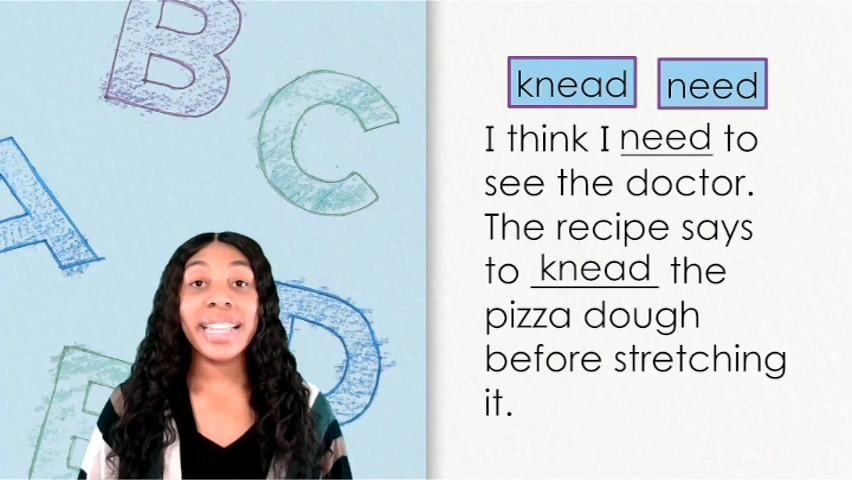 B
C
A
D
E
knead need
I think I need to
see the doctor.
The recipe says
to knead the
pizza dough
before stretching
it.